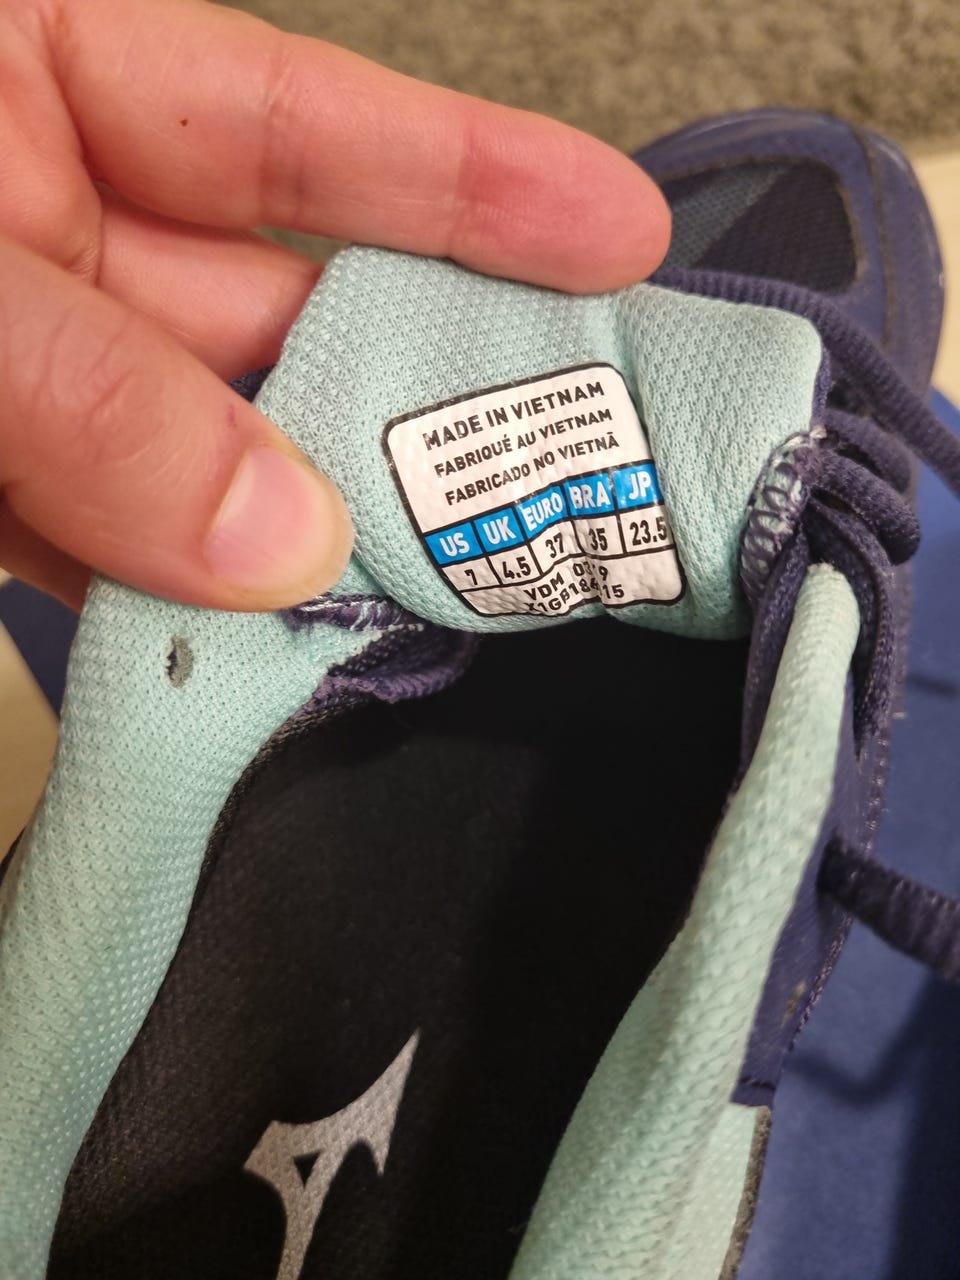 MADE IN VIETNAM
FABRIQUÉ AU VIETNAM
FABRICADO NO VIETNÃ
US UK EURO BRA JP
7 4.5 37 35 23.5
VDM